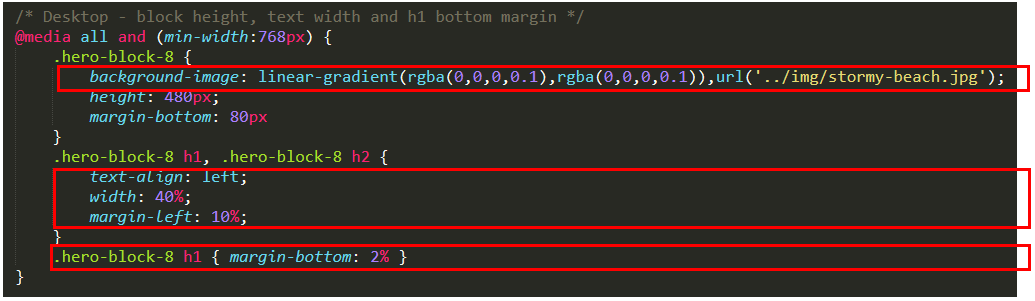 /* Desktop - block height, text width and h1 bottom margin */
@media all and (min-width:768px) {
.hero-block-8 {
background-image: linear-gradient(rgba(0,0,0,0.1),rgba(0,0,0,0.1)),url('../img/stormy-beach.jpg');
height: 480px;
margin-bottom: 80px
}
.hero-block-8 h1, .hero-block-8 h2 {
text-align: left;
width: 40%;
margin-left: 10%;
}
.hero-block-8 h1 { margin-bottom: 2% }
}